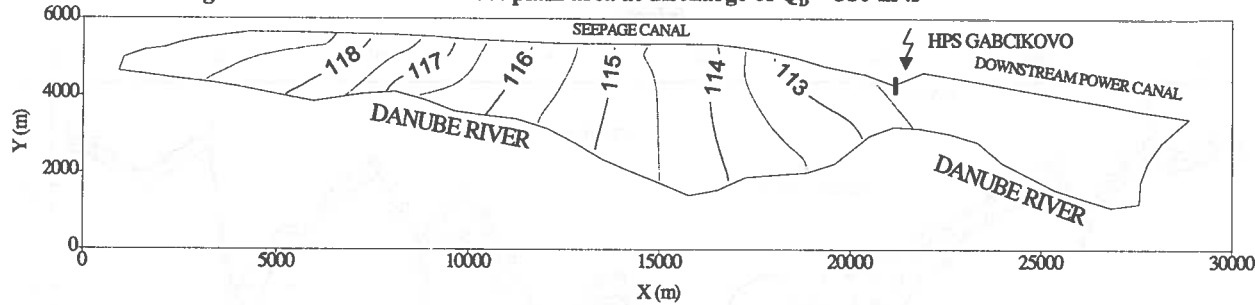 SEEPAGE CANAL
HPS GABCIKOVO
DOWNSTREAM POWER CANAL
118
117
116
115
114
113
DANUBE RIVER
DANUBE RIVER
Y (m)
6000
4000
2000
0
0
5000
10000
15000
20000
25000
30000
X (m)